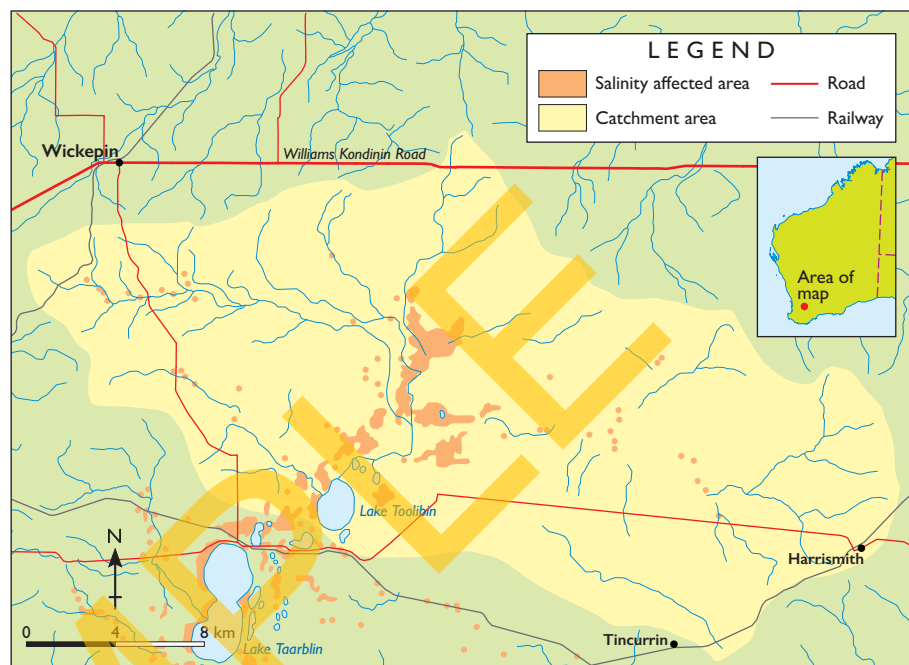 LEGEND
Salinity affected area
Road
Catchment area
Railway
Wickepin
Williams Kondinin Road
Area of
map
Lake Toolibin
N
Harrismith
0 4 8 km
Tincurrin
Lake Taarblin